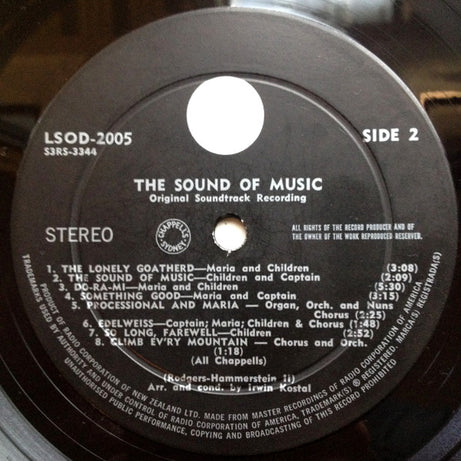 LSOD-2005
S3RS-3344
SIDE 2
THE SOUND OF MUSIC
Original Soundtrack Recording
STEREO
CHAPPELL'S
SYDNEY
ALL RIGHTS OF THE RECORD PRODUCER AND OF
THE OWNER OF THE WORK REPRODUCED RESERVED.
1. THE LONELY GOATHERD—Maria and Children (3:08)
2. THE SOUND OF MUSIC—Children and Captain (2:09)
3. DO-RA-MI—Maria and Children (5:30)
4. SOMETHING GOOD—Maria and Captain (3:15)
5. PROCESSIONAL AND MARIA — Organ, Orch. and Nuns
Chorus (2:25)
6. EDELWEISS—Captain; Maria; Children & Chorus (1:48)
7. SO LONG, FAREWELL—Children (2:52)
8. CLIMB EV'RY MOUNTAIN — Chorus and Orch.
(1:18)
(All Chappells)
(Rodgers-Hammerstein ii)
Arr. and cond. by Irwin Kostal
PRODUCT OF RADIO CORPORATION OF NEW ZEALAND LTD. MADE FROM MASTER RECORDINGS OF RADIO CORPORATION OF AMERICA
TRADEMARKS USED BY AUTHORITY AND UNDER CONTROL OF RADIO CORPORATION OF AMERICA, TRADEMARK(S) ® REGISTERED. MARCA(S) REGISTRADA(S)
UNAUTHORISED PUBLIC PERFORMANCE, COPYING AND BROADCASTING OF THIS RECORD PROHIBITED